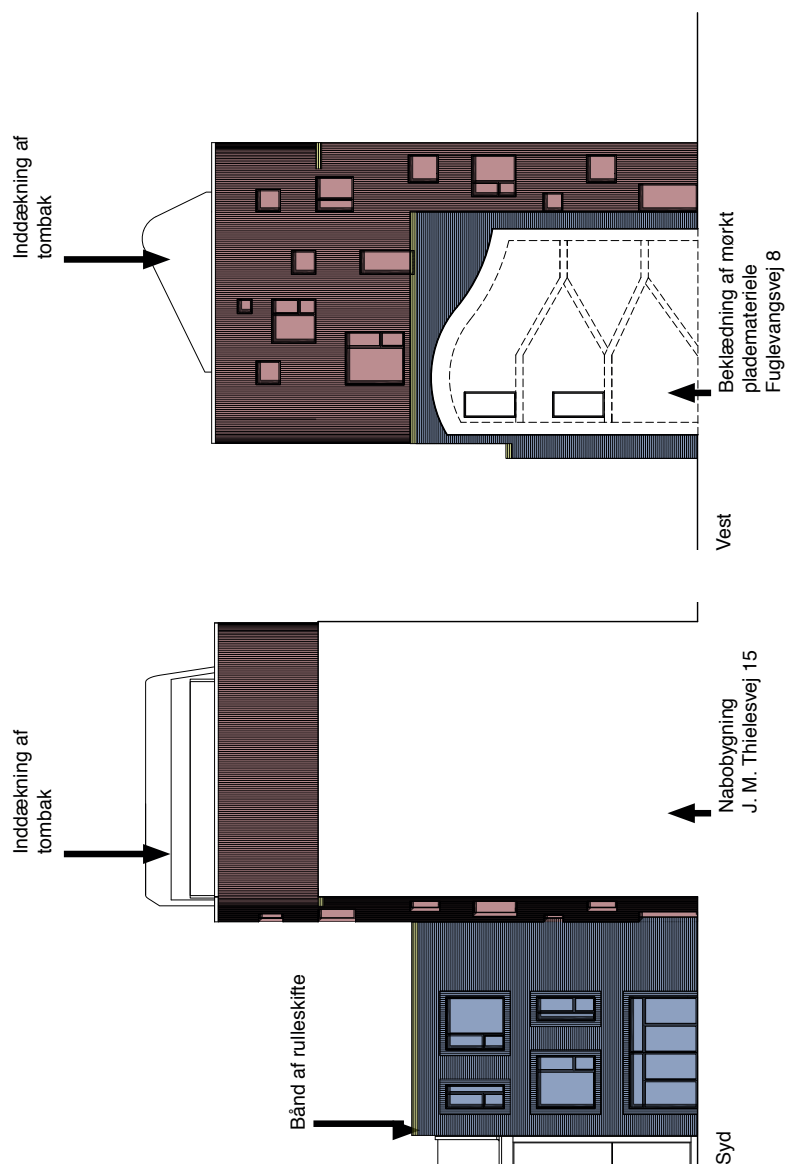 Inddækning af
tombak
Bånd af rulleskifte
Syd
Nabobygning
J. M. Thielesvej 15
Inddækning af
tombak
Vest
Beklædning af mørkt
plademateriele
Fuglevangsvej 8